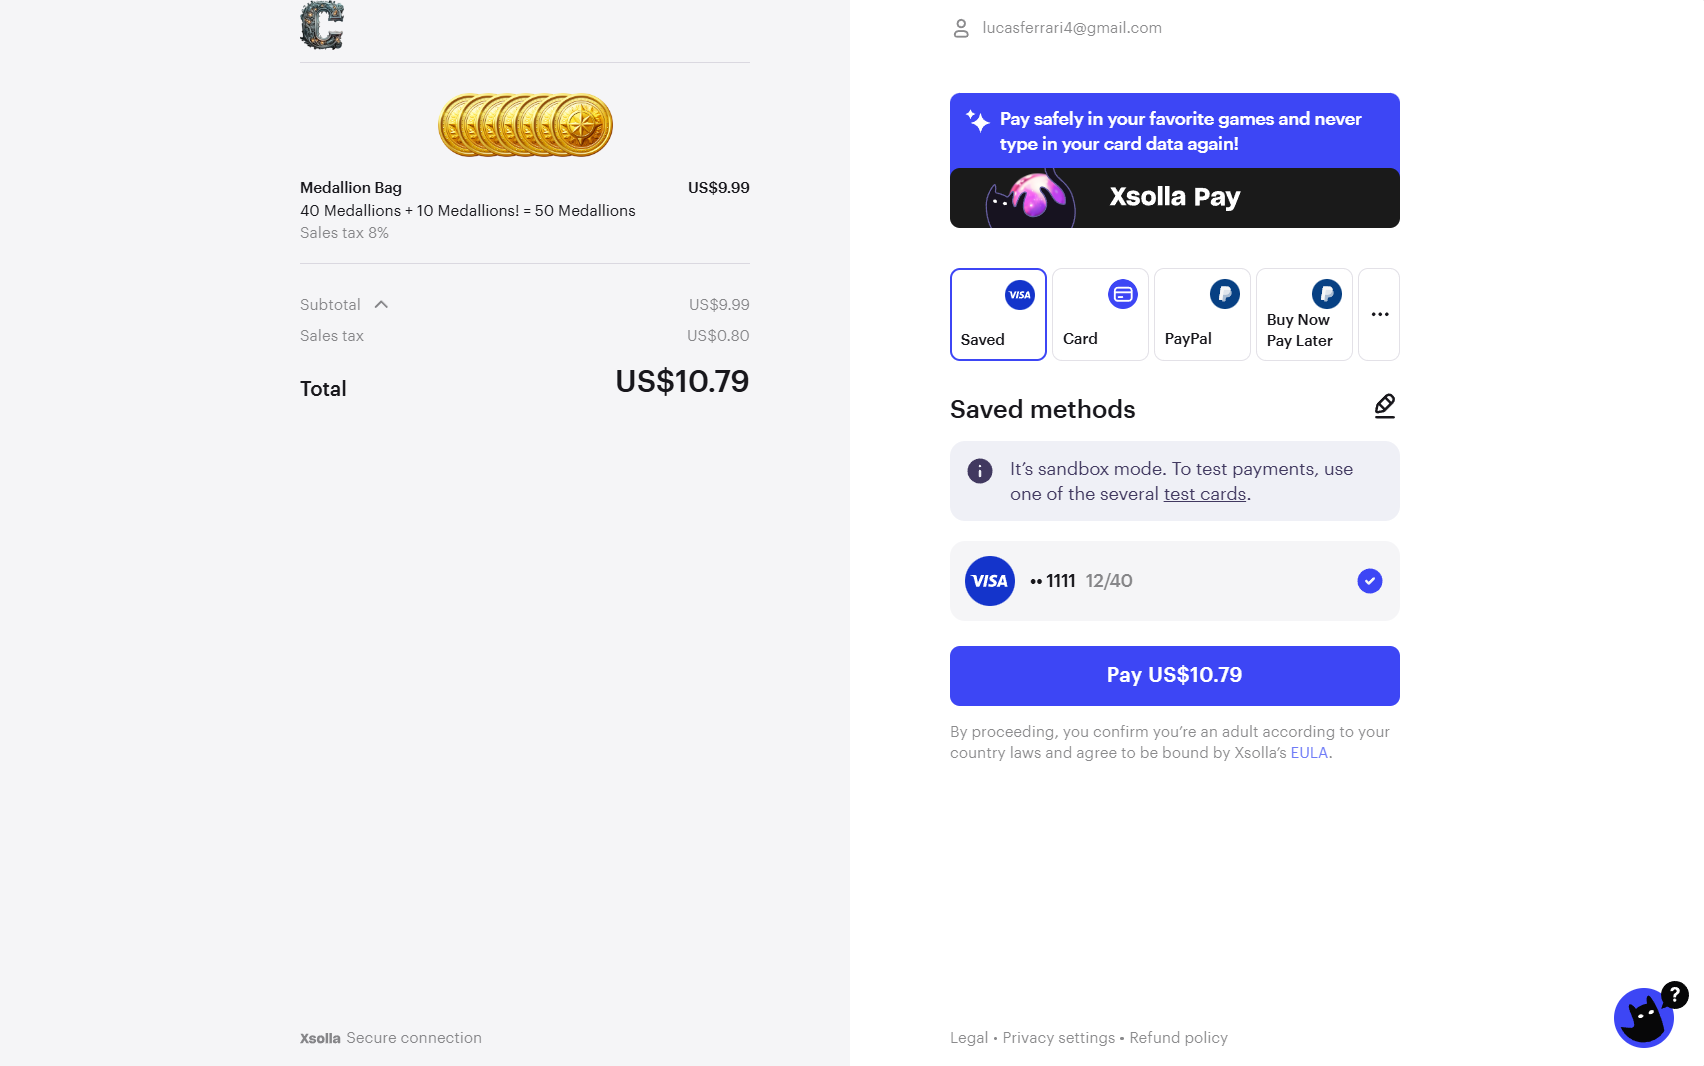 C
Medallion Bag US$9.99
40 Medallions + 10 Medallions! = 50 Medallions
Sales tax 8%
Subtotal US$9.99
Sales tax US$0.80
Total US$10.79
Xsolla Secure connection
lucasferrari4@gmail.com
Pay safely in your favorite games and never
type in your card data again!
Xsolla Pay
VISA
Saved
Card
PayPal
Buy Now
Pay Later
Saved methods
It’s sandbox mode. To test payments, use
one of the several test cards.
VISA •• 1111 12/40
Pay US$10.79
By proceeding, you confirm you’re an adult according to your
country laws and agree to be bound by Xsolla’s EULA.
Legal • Privacy settings • Refund policy
?